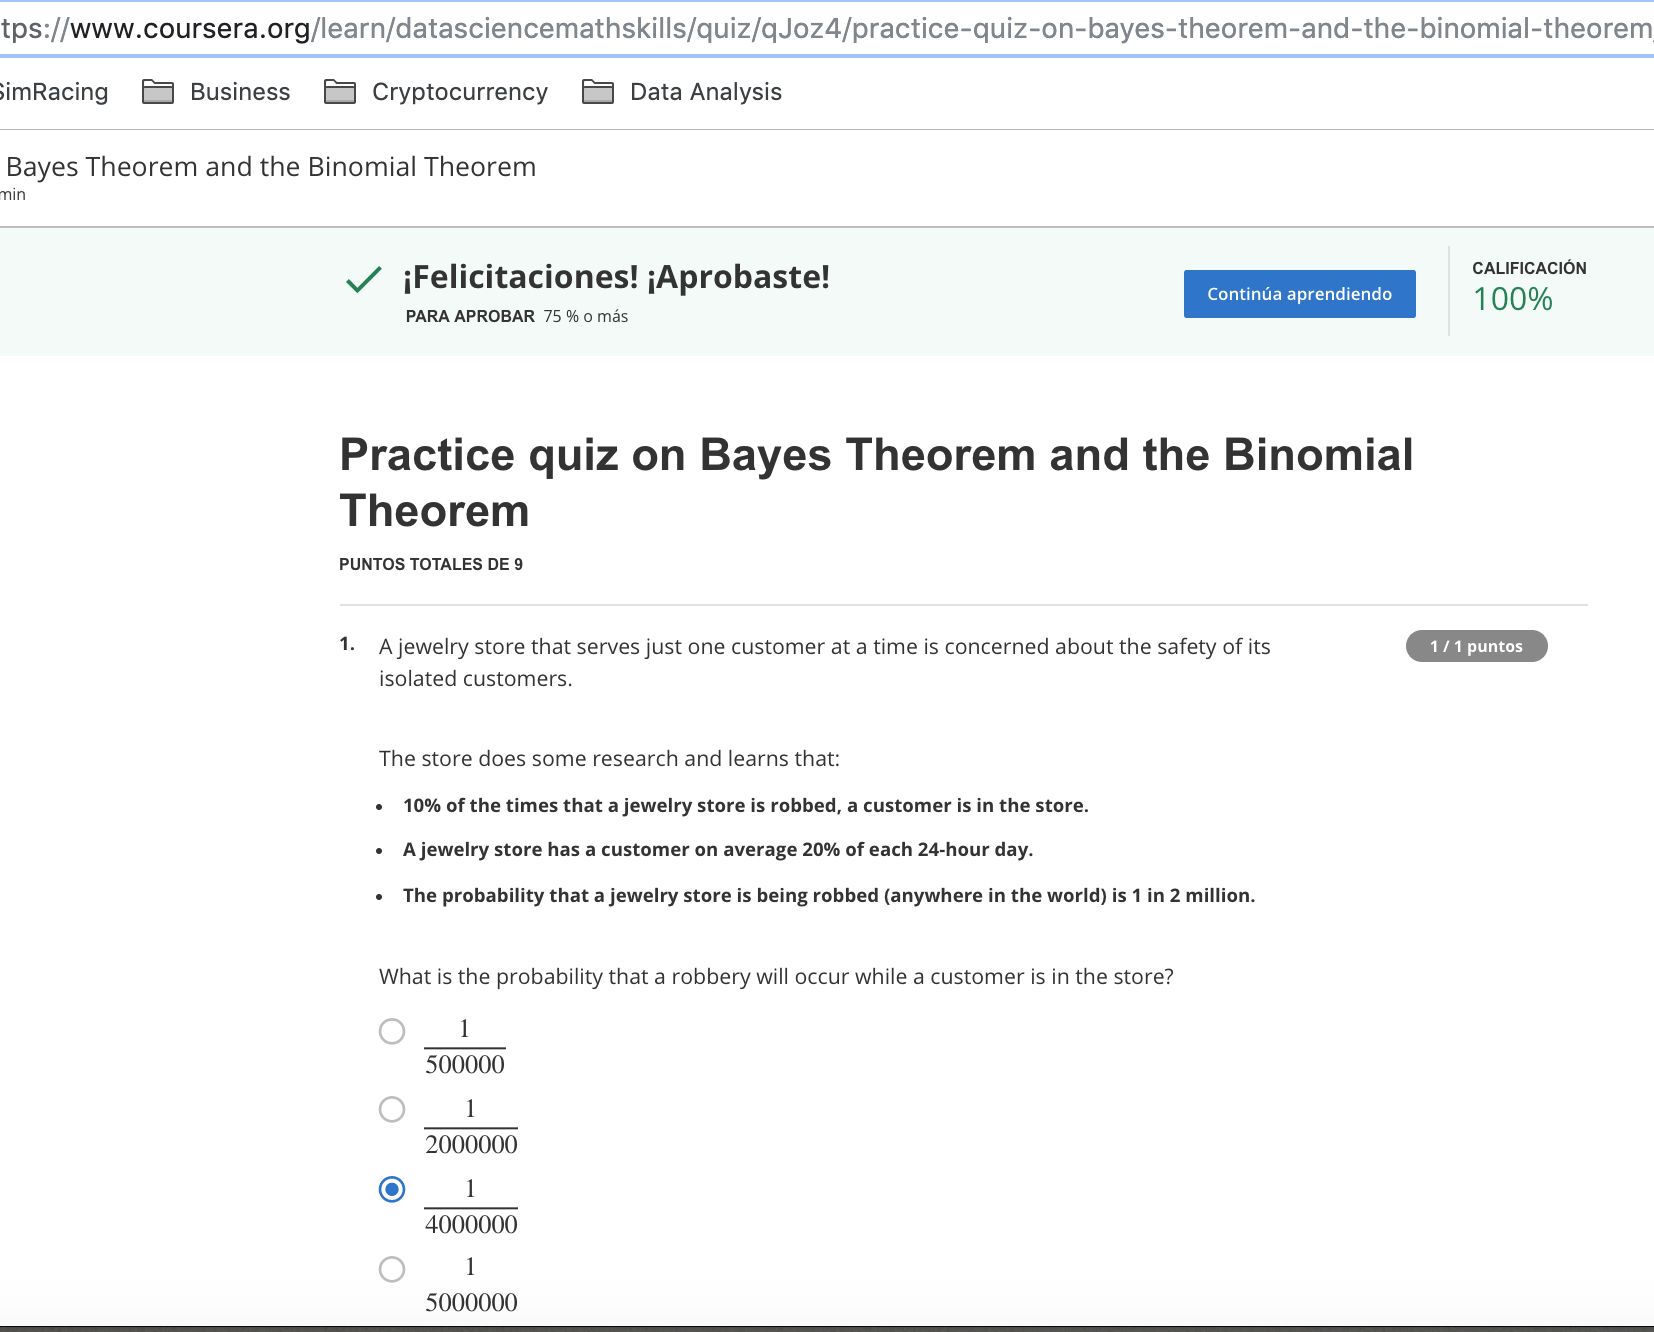 tps://www.coursera.org/learn/datasciencemathskills/quiz/qJoz4/practice-quiz-on-bayes-theorem-and-the-binomial-theorem
SimRacing Business Cryptocurrency Data Analysis
Bayes Theorem and the Binomial Theorem
min
¡Felicitaciones! ¡Aprobaste!
PARA APROBAR 75 % o más
Continúa aprendiendo
CALIFICACIÓN
100%
Practice quiz on Bayes Theorem and the Binomial
Theorem
PUNTOS TOTALES DE 9
1. A jewelry store that serves just one customer at a time is concerned about the safety of its
isolated customers.
1 / 1 puntos
The store does some research and learns that:
• 10% of the times that a jewelry store is robbed, a customer is in the store.
• A jewelry store has a customer on average 20% of each 24-hour day.
• The probability that a jewelry store is being robbed (anywhere in the world) is 1 in 2 million.
What is the probability that a robbery will occur while a customer is in the store?
1
500000
1
2000000
1
4000000
1
5000000